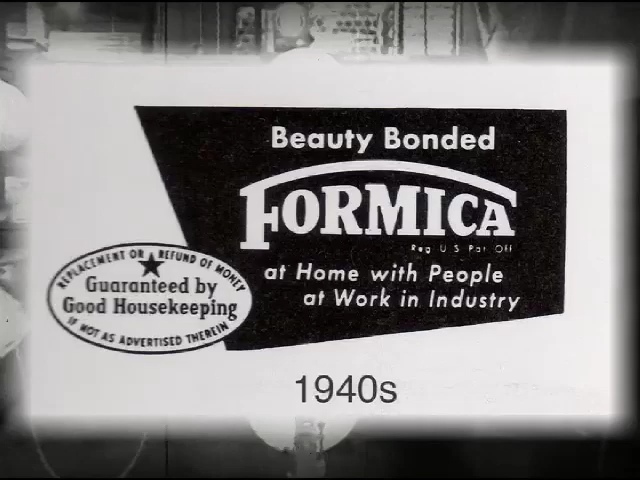 Beauty Bonded
FORMICA
Reg U S Pat Off
at Home with People
at Work in Industry
REPLACEMENT OR REFUND OF MONEY
Guaranteed by
Good Housekeeping
IF NOT AS ADVERTISED THEREIN
1940s